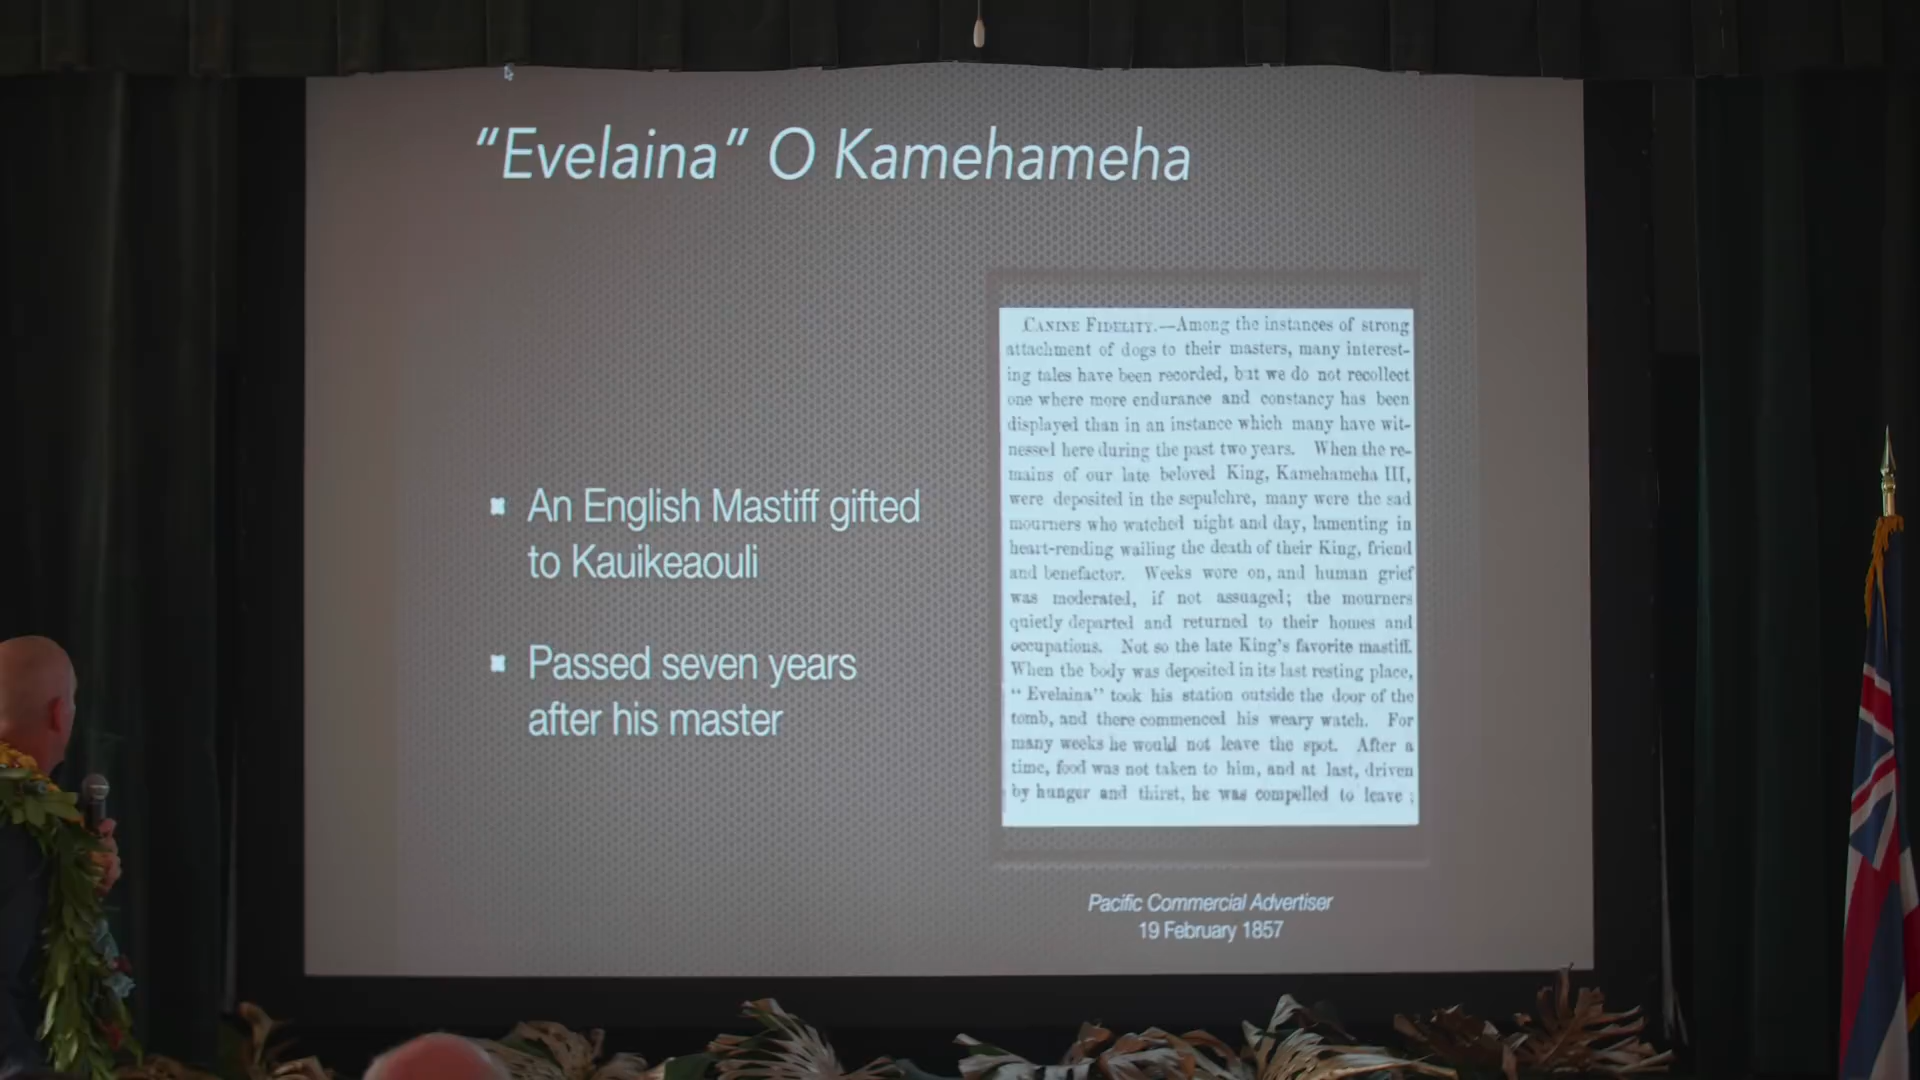 “Evelaina” O Kamehameha
An English Mastiff gifted
to Kauikeaouli
Passed seven years
after his master
CANINE FIDELITY.—Among the instances of strong
attachment of dogs to their masters, many interest-
ing tales have been recorded, but we do not recollect
one where more endurance and constancy has been
displayed than in an instance which many have wit-
nessed here during the past two years. When the re-
mains of our late beloved King, Kamehameha III,
were deposited in the sepulchre, many were the sad
mourners who watched night and day, lamenting in
heart-rending wailing the death of their King, friend
and benefactor. Weeks wore on, and human grief
was moderated, if not assuaged; the mourners
quietly departed and returned to their homes and
occupations. Not so the late King's favorite mastiff.
When the body was deposited in its last resting place,
“Evelaina” took his station outside the door of the
tomb, and there commenced his weary watch. For
many weeks he would not leave the spot. After a
time, food was not taken to him, and at last, driven
by hunger and thirst, he was compelled to leave;
Pacific Commercial Advertiser
19 February 1857